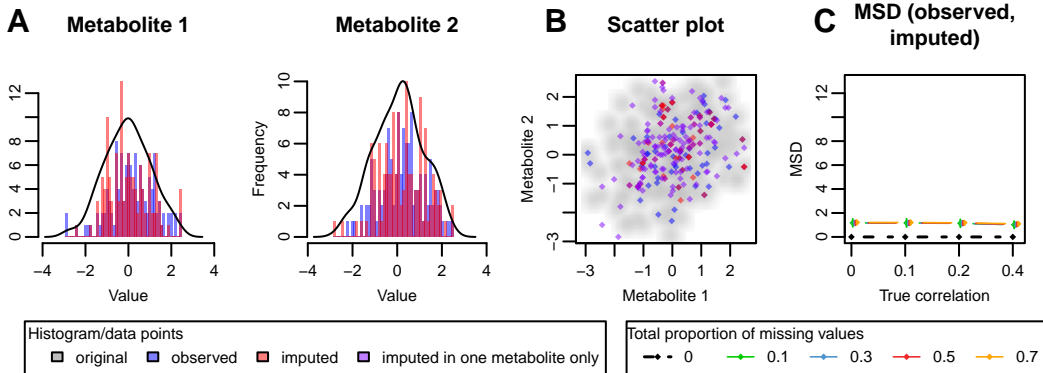 A
Metabolite 1
0 2 4 6 8 12
−4 −2 0 2 4
Value
Metabolite 2
Frequency
0 2 4 6 8 10
−4 −2 0 2 4
Value
B
Scatter plot
Metabolite 2
−3 −1 0 1 2
−3 −1 0 1 2
Metabolite 1
C
MSD (observed,
imputed)
MSD
0 2 4 6 8 12
0 0.1 0.2 0.4
True correlation
Histogram/data points
original observed imputed imputed in one metabolite only
Total proportion of missing values
0 0.1 0.3 0.5 0.7